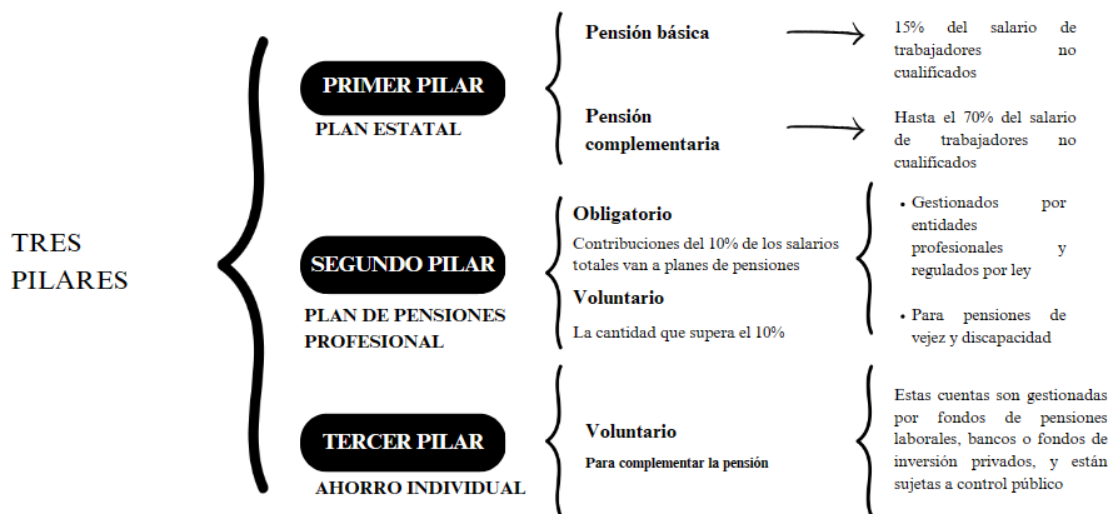 TRES
PILARES
PRIMER PILAR
PLAN ESTATAL
Pensión básica
15% del salario de
trabajadores no
cualificados
Pensión
complementaria
Hasta el 70% del salario
de trabajadores no
cualificados
SEGUNDO PILAR
PLAN DE PENSIONES
PROFESIONAL
Obligatorio
Contribuciones del 10% de los salarios
totales van a planes de pensiones
Voluntario
La cantidad que supera el 10%
• Gestionados por
entidades
profesionales y
regulados por ley
• Para pensiones de
vejez y discapacidad
TERCER PILAR
AHORRO INDIVIDUAL
Voluntario
Para complementar la pensión
Estas cuentas son gestionadas
por fondos de pensiones
laborales, bancos o fondos de
inversión privados, y están
sujetas a control público